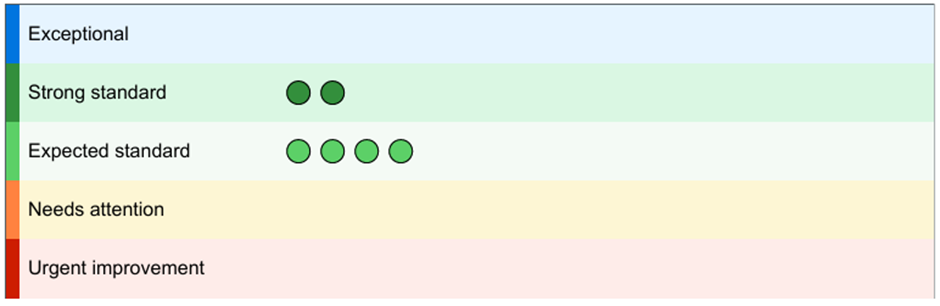 Exceptional
Strong standard
Expected standard
Needs attention
Urgent improvement